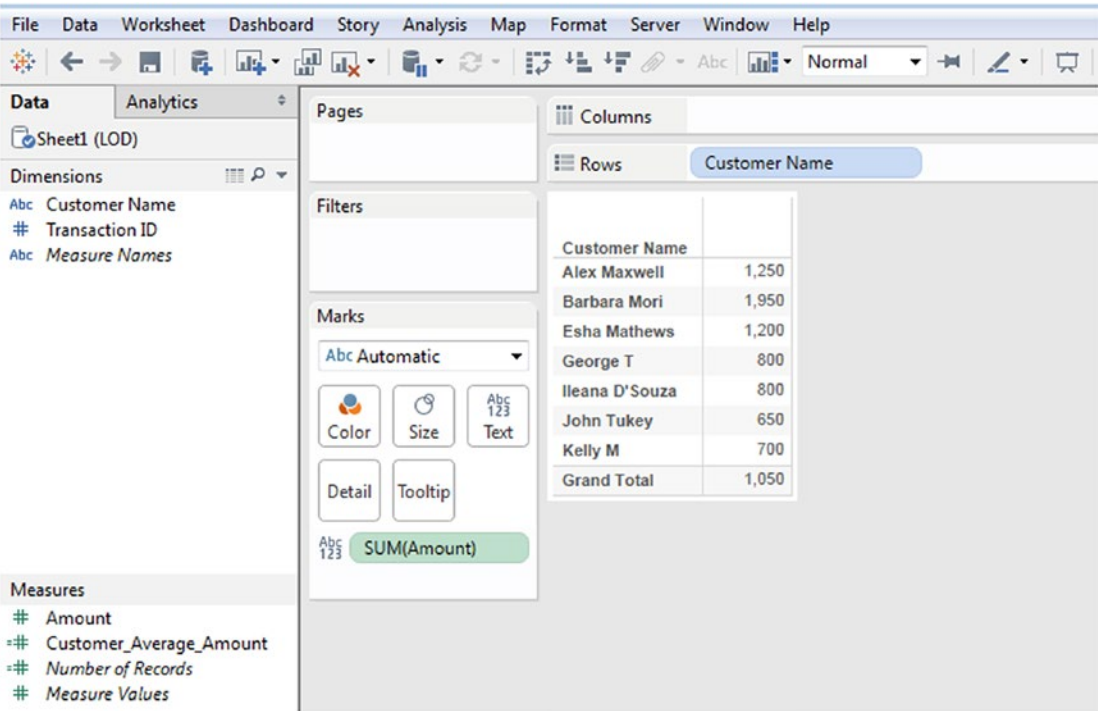 File Data Worksheet Dashboard Story Analysis Map Format Server Window Help
Abc Normal
Data Analytics
Sheet1 (LOD)
Dimensions
Abc Customer Name
# Transaction ID
Abc Measure Names
Measures
# Amount
=# Customer_Average_Amount
=# Number of Records
# Measure Values
Pages
Filters
Marks
Abc Automatic
Color Size Abc 123 Text
Detail Tooltip
Abc 123 SUM(Amount)
Columns
Rows Customer Name
Customer Name
Alex Maxwell 1,250
Barbara Mori 1,950
Esha Mathews 1,200
George T 800
Ileana D'Souza 800
John Tukey 650
Kelly M 700
Grand Total 1,050